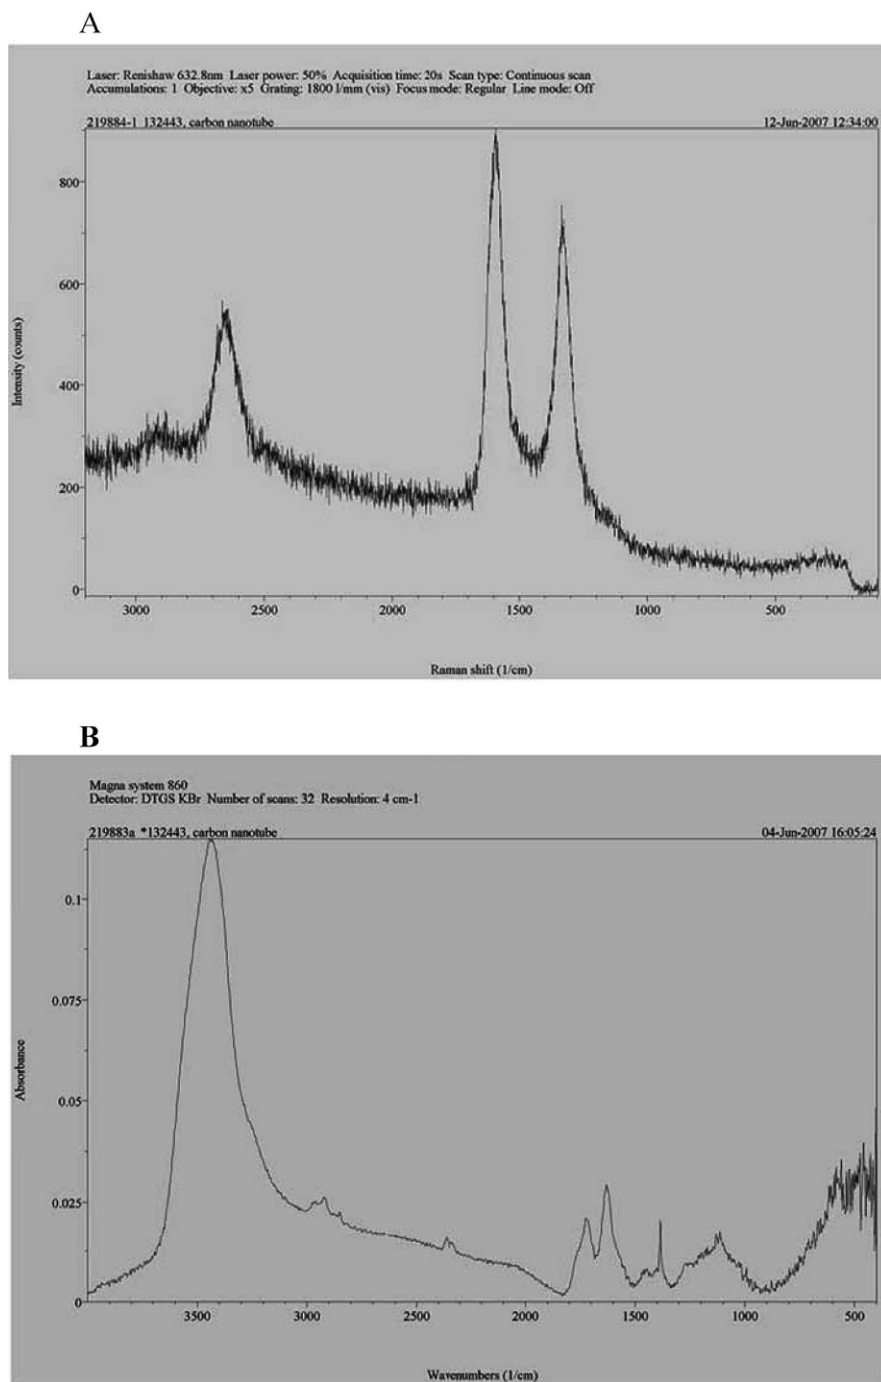 A
Laser: Renishaw 632.8nm Laser power: 50% Acquisition time: 20s Scan type: Continuous scan
Accumulations: 1 Objective: x5 Grating: 1800 l/mm (vis) Focus mode: Regular Line mode: Off
219884-1 132443, carbon nanotube 12-Jun-2007 12:34:00
800
600
400
200
0
Intensity (counts)
3000 2500 2000 1500 1000 500
Raman shift (1/cm)
B
Magna system 860
Detector: DTGS KBr Number of scans: 32 Resolution: 4 cm-1
219883a *132443, carbon nanotube 04-Jun-2007 16:05:24
0.1
0.075
0.05
0.025
0
Absorbance
3500 3000 2500 2000 1500 1000 500
Wavenumbers (1/cm)